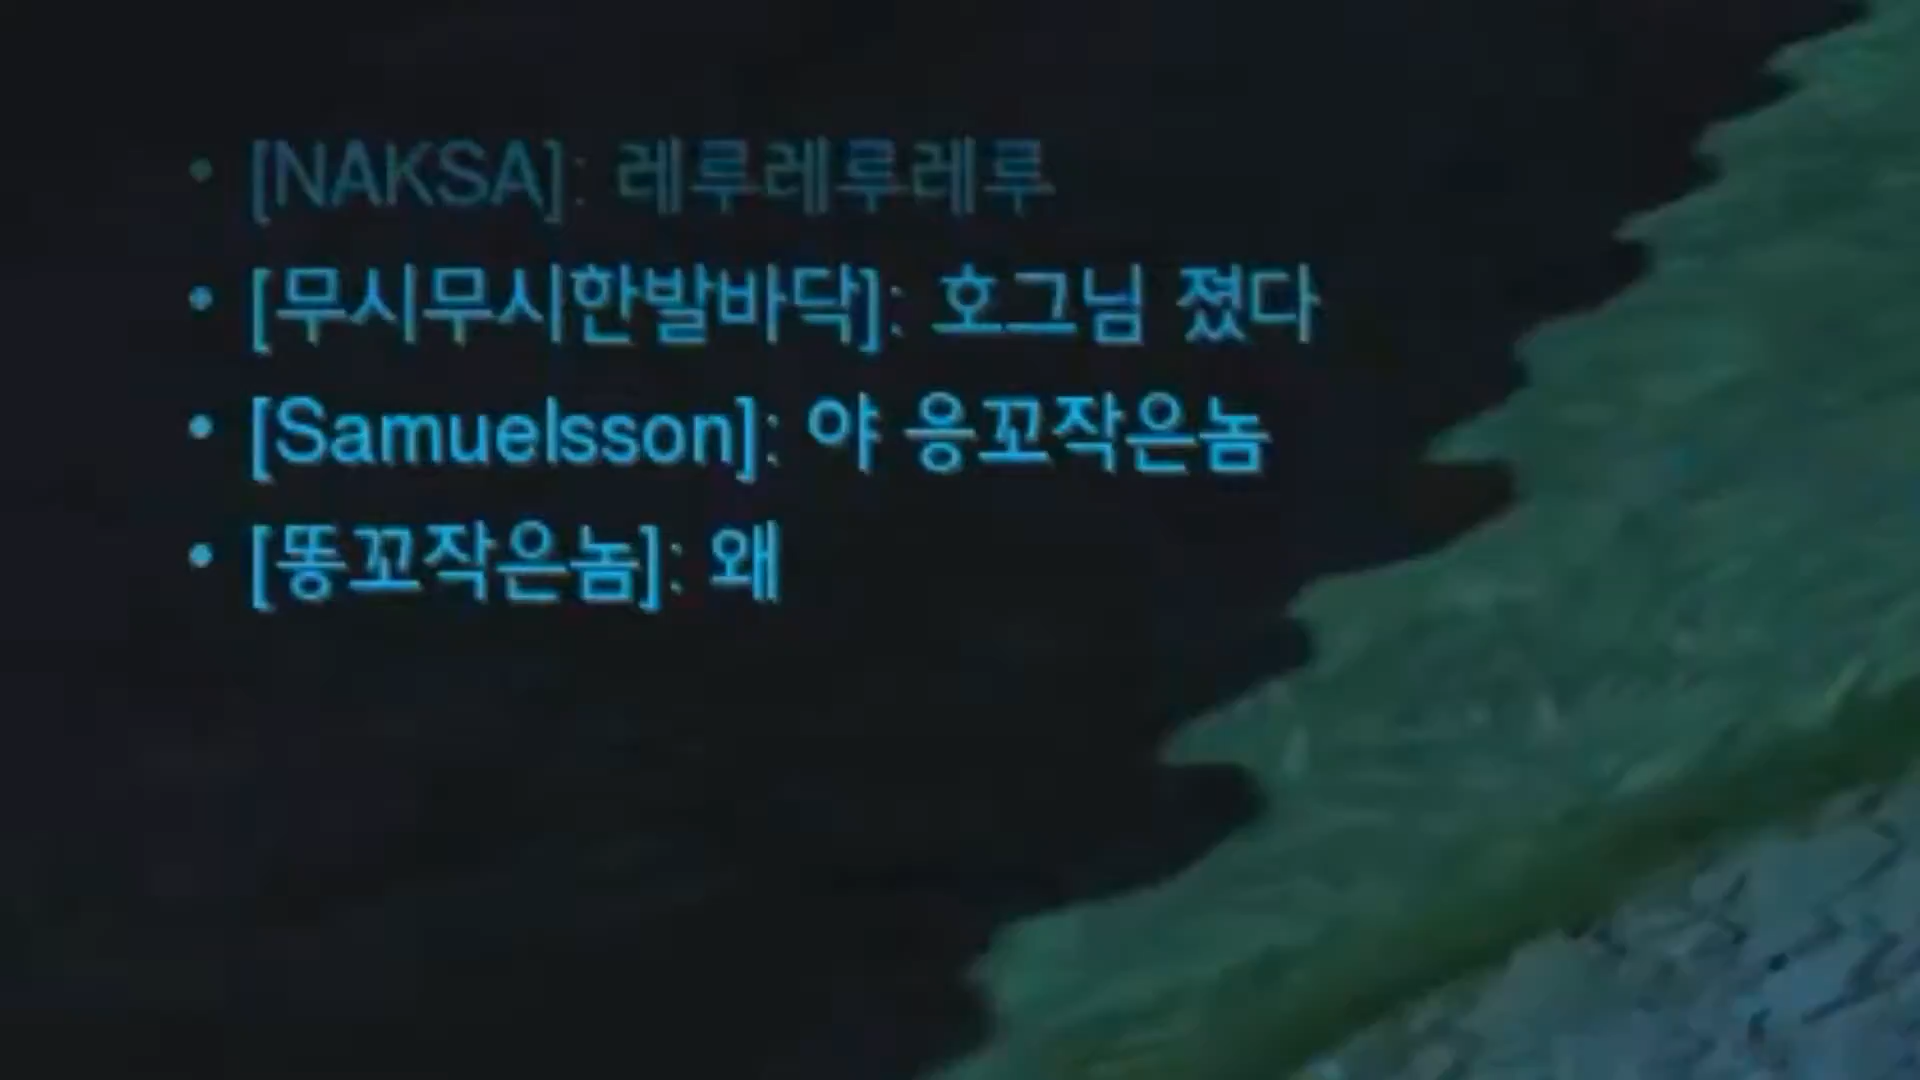 • [NAKSA]: 레루레루레루
• [무시무시한발바닥]: 호그님 졌다
• [Samuelsson]: 야 응꼬작은놈
• [똥꼬작은놈]: 왜